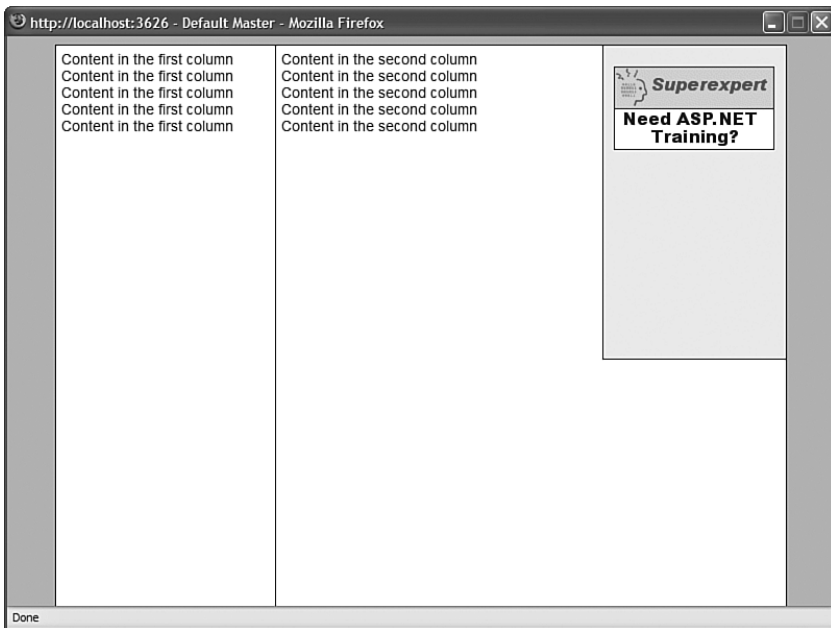 http://localhost:3626 - Default Master - Mozilla Firefox
Content in the first column
Content in the first column
Content in the first column
Content in the first column
Content in the first column
Content in the second column
Content in the second column
Content in the second column
Content in the second column
Content in the second column
Superexpert
Need ASP.NET
Training?
Done